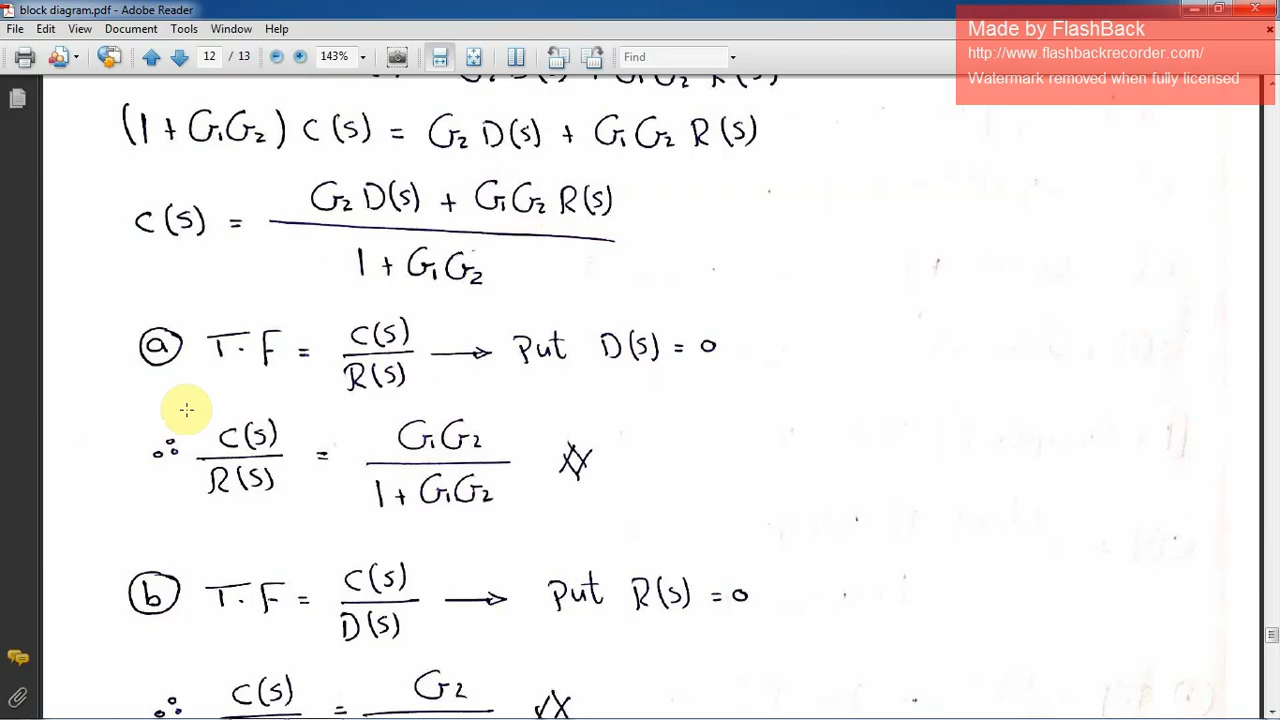 block diagram.pdf - Adobe Reader
File Edit View Document Tools Window Help
12 / 13 143% Find
Made by FlashBack
http://www.flashbackrecorder.com/
Watermark removed when fully licensed
(1 + G₁G₂) C(s) = G₂ D(s) + G₁G₂ R(s)
C(s) = G₂ D(s) + G₁G₂ R(s)
1 + G₁G₂
(a) T.F = C(s) / R(s) → Put D(s) = 0
∴ C(s) / R(s) = G₁G₂ / 1 + G₁G₂
(b) T.F = C(s) / D(s) → Put R(s) = 0
∴ C(s) = G₂